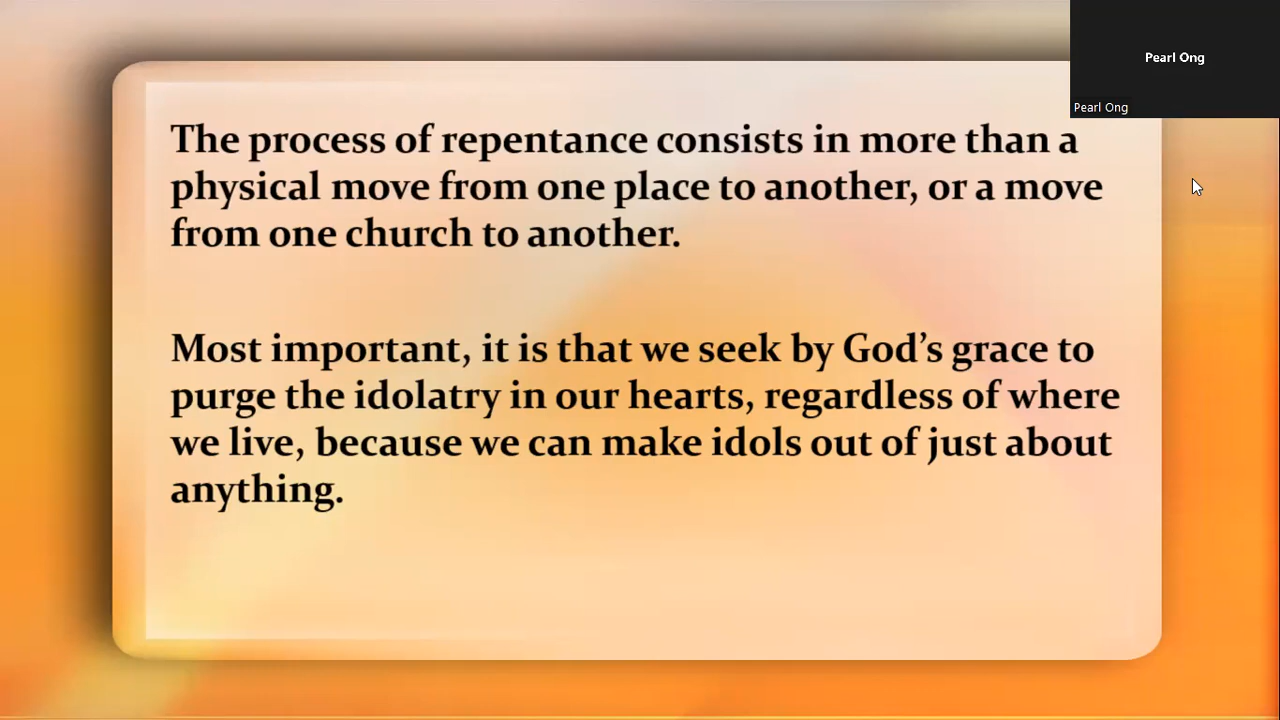 Pearl Ong
Pearl Ong
The process of repentance consists in more than a
physical move from one place to another, or a move
from one church to another.
Most important, it is that we seek by God’s grace to
purge the idolatry in our hearts, regardless of where
we live, because we can make idols out of just about
anything.